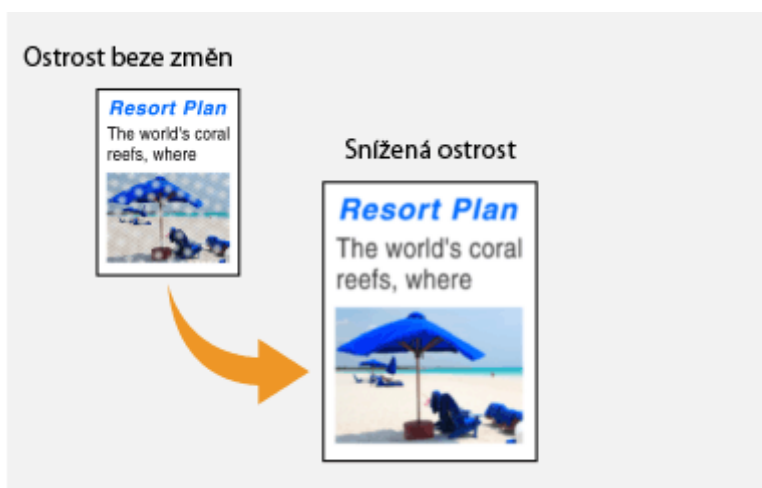 Ostrost beze změn
Resort Plan
The world's coral
reefs, where
Snížená ostrost
Resort Plan
The world's coral
reefs, where